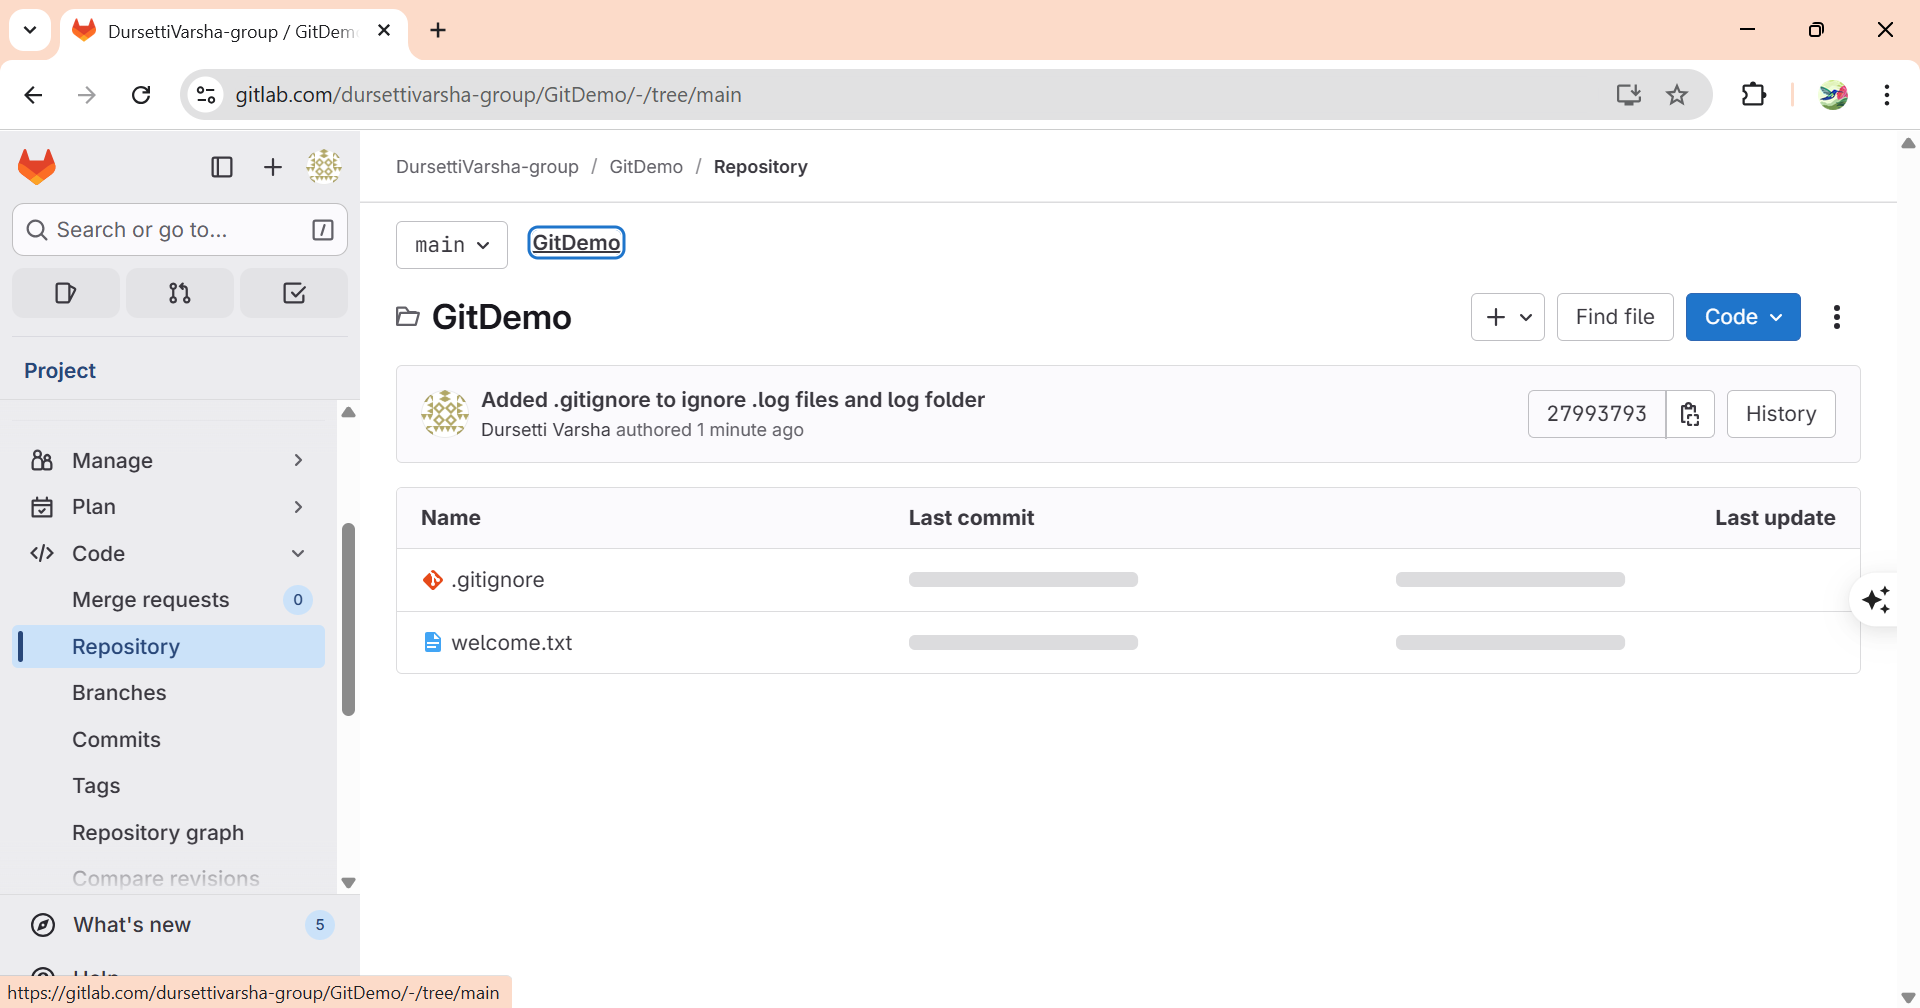 DursettiVarsha-group / GitDem
gitlab.com/dursettivarsha-group/GitDemo/-/tree/main
Search or go to...
/
Project
Manage
Plan
Code
Merge requests 0
Repository
Branches
Commits
Tags
Repository graph
Compare revisions
What's new 5
Help
DursettiVarsha-group / GitDemo / Repository
main
GitDemo
GitDemo
Find file
Code
Added .gitignore to ignore .log files and log folder
Dursetti Varsha authored 1 minute ago
27993793
History
Name Last commit Last update
.gitignore
welcome.txt
https://gitlab.com/dursettivarsha-group/GitDemo/-/tree/main